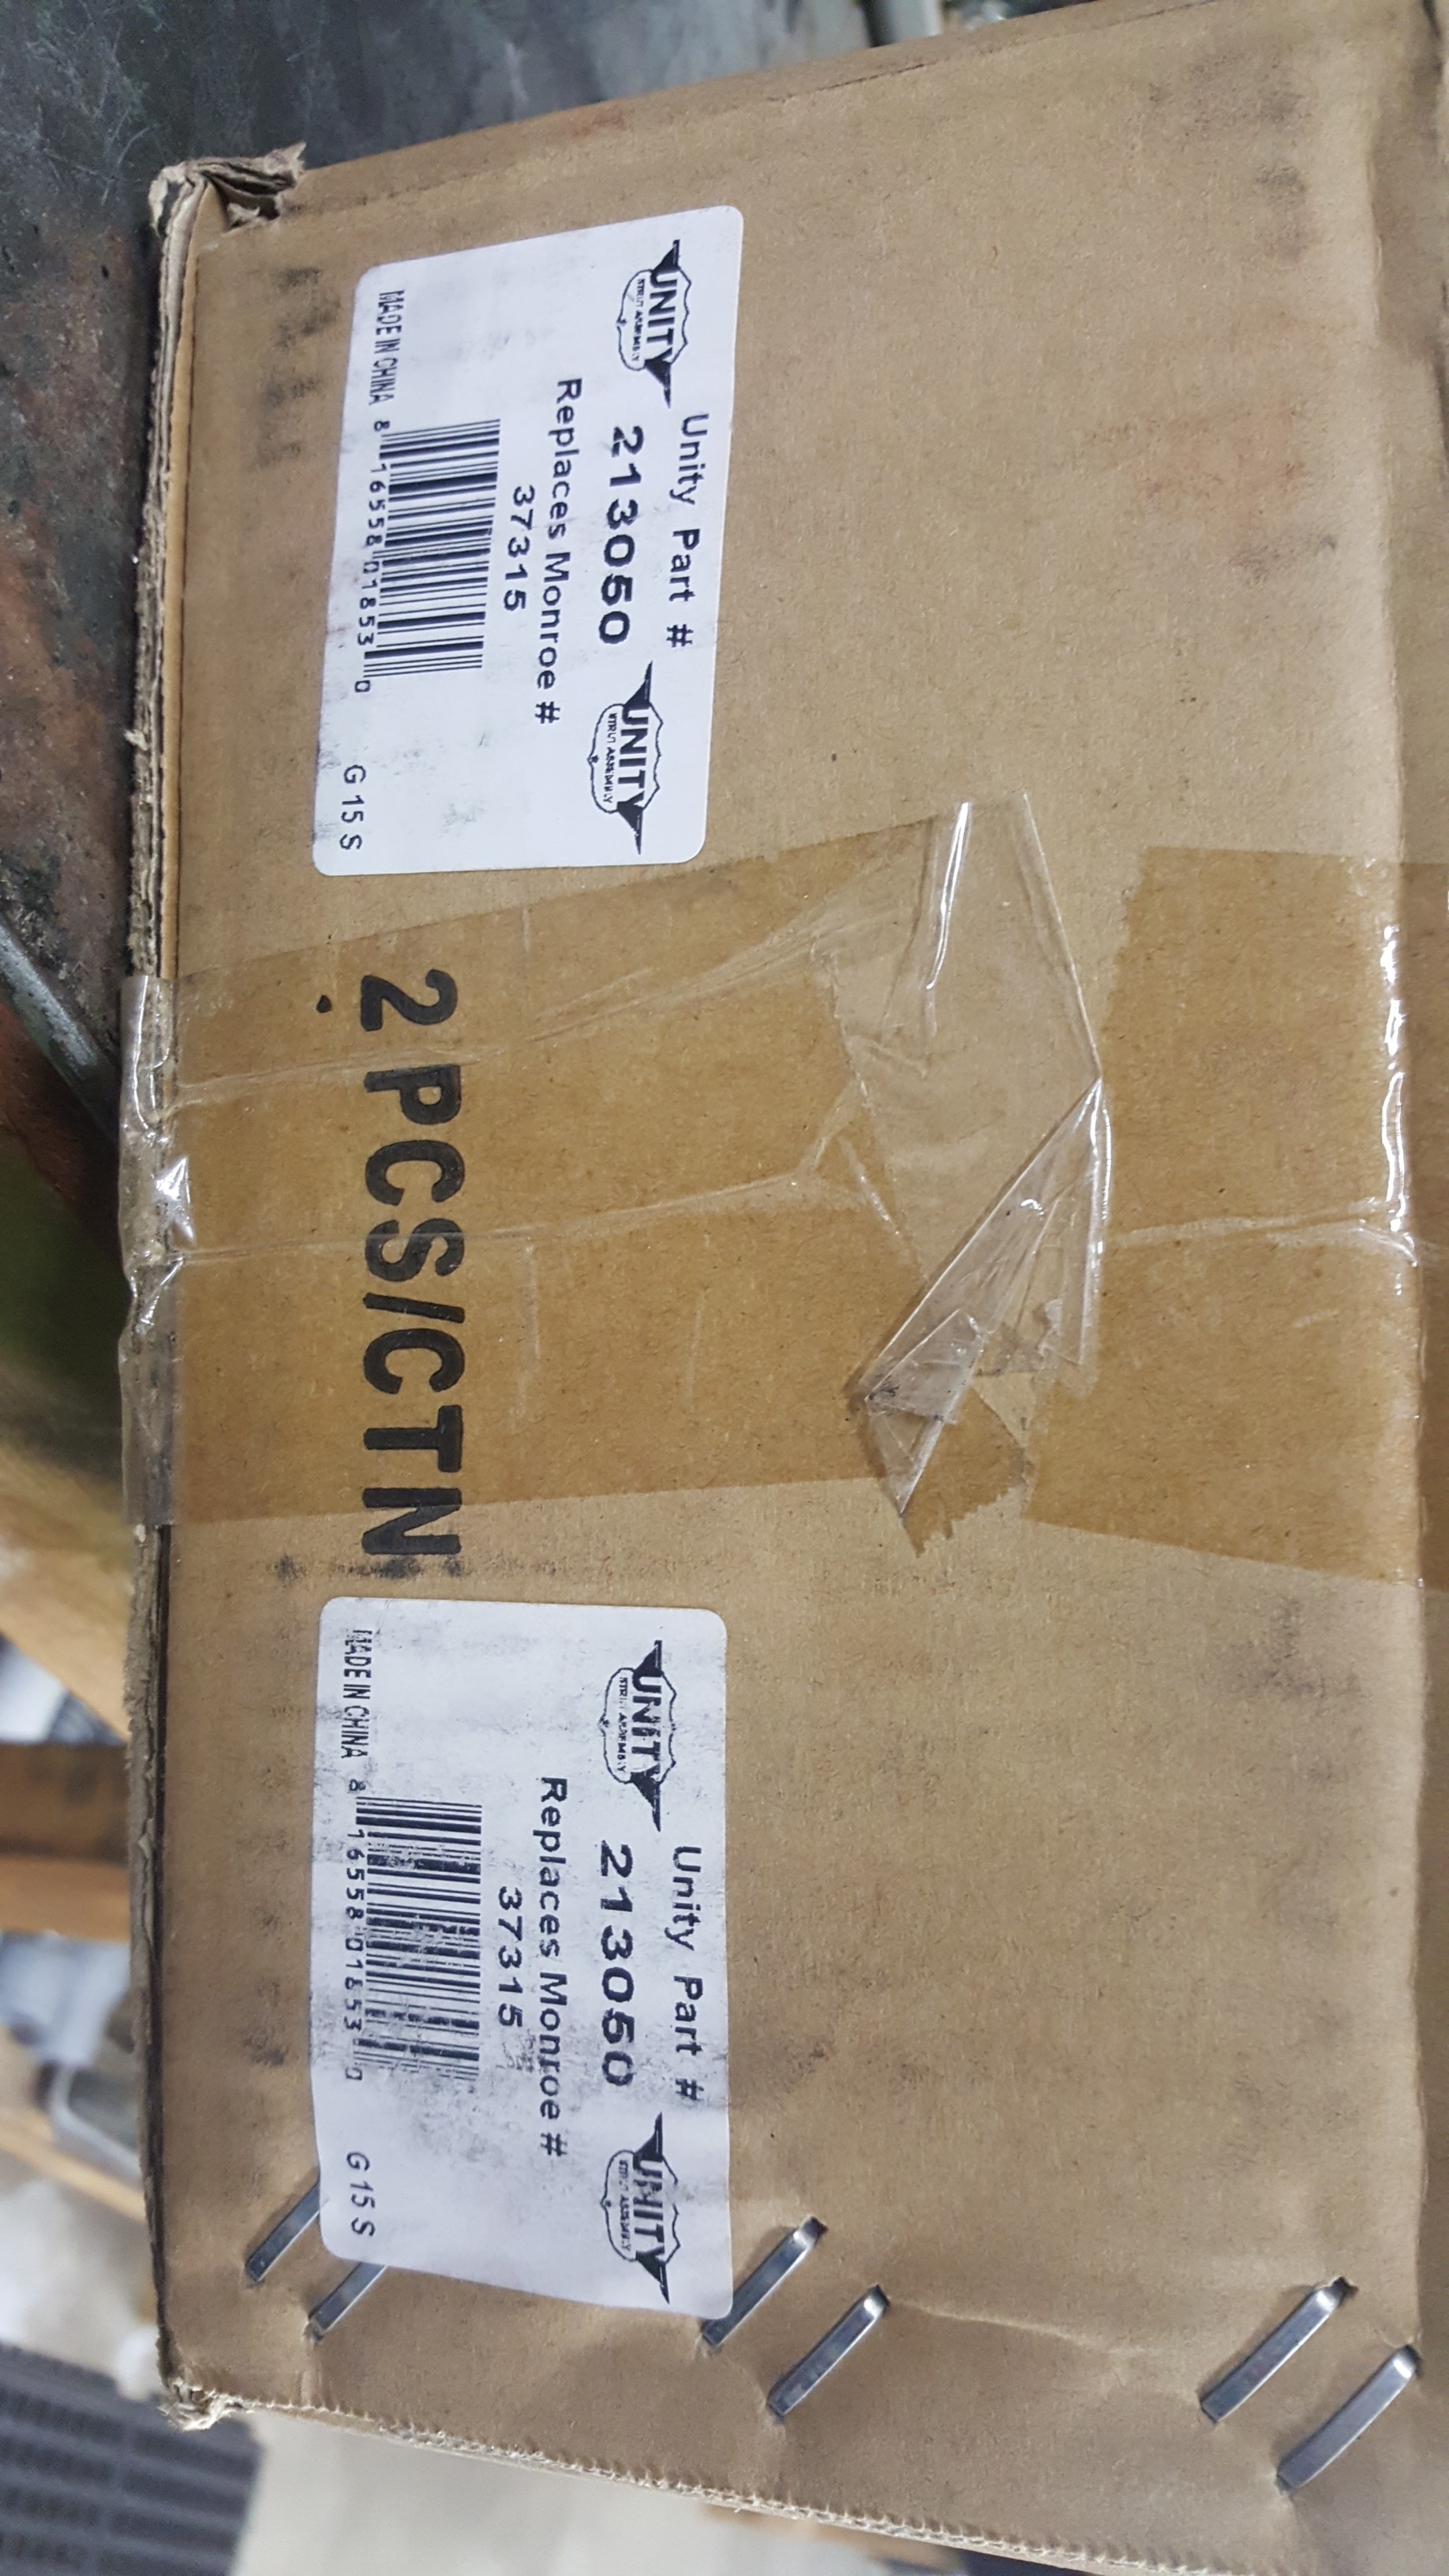 UNITY
STRUT ASSEMBLY
Unity Part #
213050
UNITY
STRUT ASSEMBLY
Replaces Monroe #
37315
MADE IN CHINA
8 16558 01853 0
G 15 S
2 PCS/CTN
UNITY
STRUT ASSEMBLY
Unity Part #
213050
UNITY
STRUT ASSEMBLY
Replaces Monroe #
37315
MADE IN CHINA
8 16558 01853 0
G 15 S